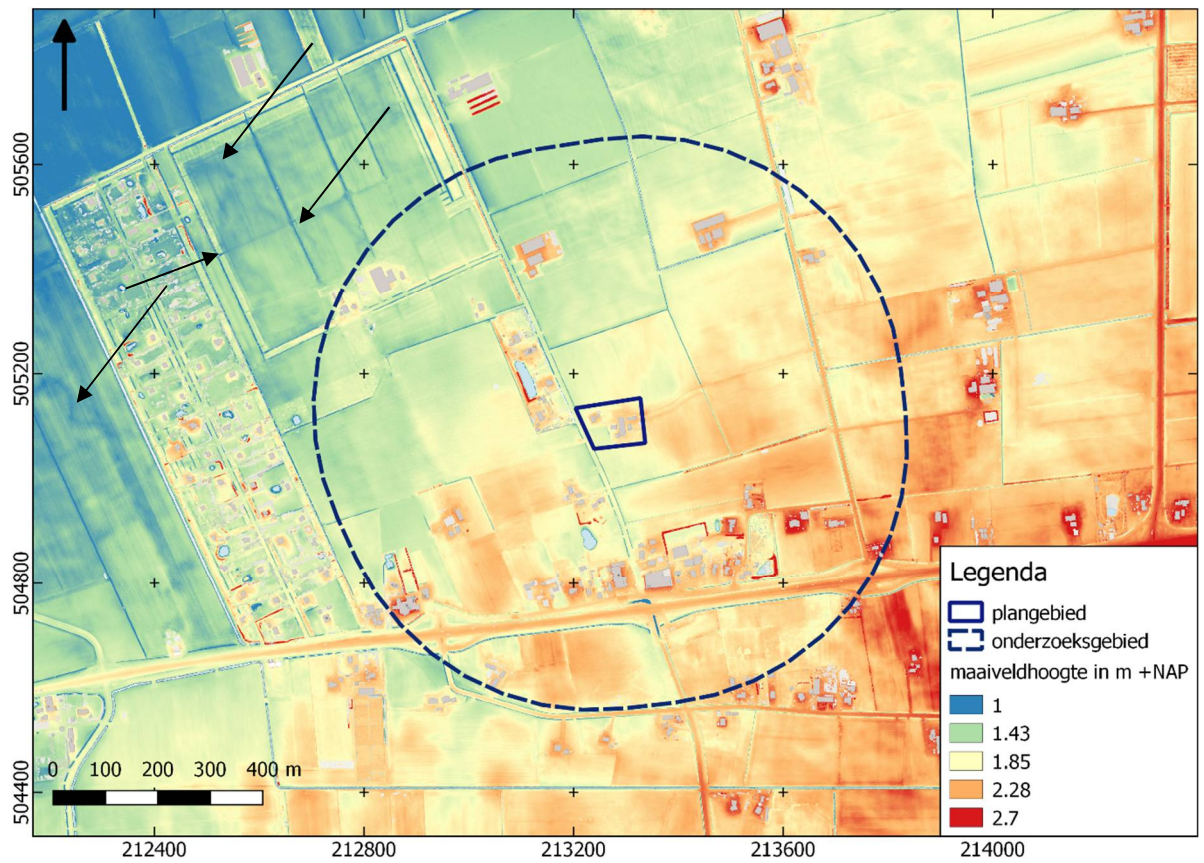 505600
505200
504800
504400
Legenda
plangebied
onderzoeksgebied
maaiveldhoogte in m +NAP
1
1.43
1.85
2.28
2.7
0 100 200 300 400 m
212400 212800 213200 213600 214000